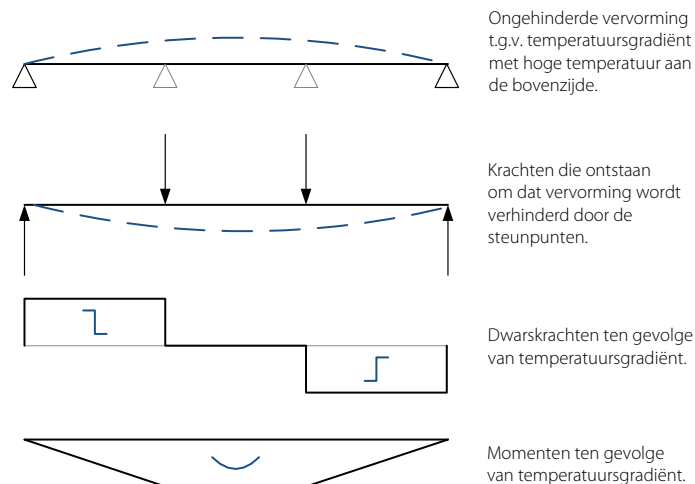 Ongehinderde vervorming
t.g.v. temperatuursgradiënt
met hoge temperatuur aan
de bovenzijde.
Krachten die ontstaan
om dat vervorming wordt
verhinderd door de
steunpunten.
Dwarskrachten ten gevolge
van temperatuursgradiënt.
Momenten ten gevolge
van temperatuursgradiënt.